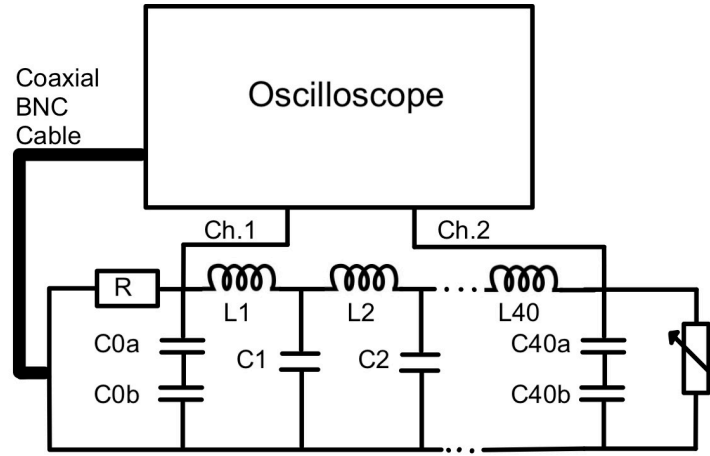 Coaxial
BNC
Cable
Oscilloscope
Ch.1
Ch.2
R
L1
L2
L40
C0a
C0b
C1
C2
C40a
C40b